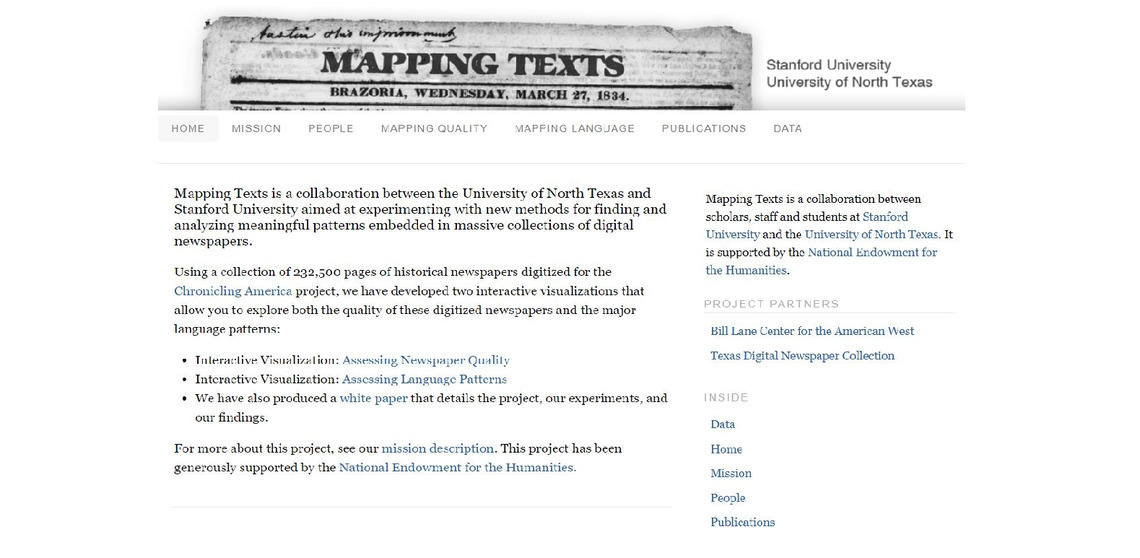 Austin this imprisonment
MAPPING TEXTS
BRAZORIA, WEDNESDAY, MARCH 27, 1834.
Stanford University
University of North Texas
HOME MISSION PEOPLE MAPPING QUALITY MAPPING LANGUAGE PUBLICATIONS DATA
Mapping Texts is a collaboration between the University of North Texas and
Stanford University aimed at experimenting with new methods for finding and
analyzing meaningful patterns embedded in massive collections of digital
newspapers.
Using a collection of 232,500 pages of historical newspapers digitized for the
Chronicling America project, we have developed two interactive visualizations that
allow you to explore both the quality of these digitized newspapers and the major
language patterns:
• Interactive Visualization: Assessing Newspaper Quality
• Interactive Visualization: Assessing Language Patterns
• We have also produced a white paper that details the project, our experiments, and
our findings.
For more about this project, see our mission description. This project has been
generously supported by the National Endowment for the Humanities.
Mapping Texts is a collaboration between
scholars, staff and students at Stanford
University and the University of North Texas. It
is supported by the National Endowment for
the Humanities.
PROJECT PARTNERS
Bill Lane Center for the American West
Texas Digital Newspaper Collection
INSIDE
Data
Home
Mission
People
Publications